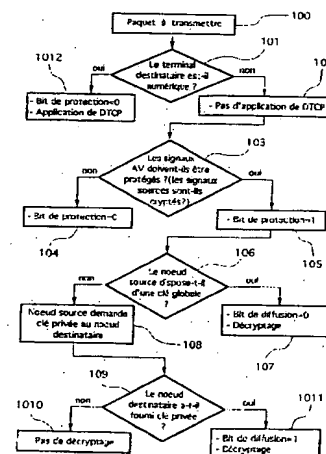 Paquet à transmettre
100
101
Le terminal
destinataire est-il
numérique ?
oui
non
1012
10
- Bit de protection=0
- Application de DTCP
- Pas d'application de DTCP
103
Les signaux
AV doivent-ils être
protégés ?(les signaux
sources sont-ils
cryptés?)
non
oui
- Bit de protection=0
- Bit de protection=1
104
105
106
Le noeud
source dispose-t-il
d'une clé globale
?
non
oui
Noeud source demande
clé privée au noeud
destinataire
- Bit de diffusion=0
- Décryptage
108
107
109
Le noeud
destinataire a-t-il
fourni clé privée
?
non
oui
1010
1011
Pas de décryptage
- Bit de diffusion=1
- Décryptage